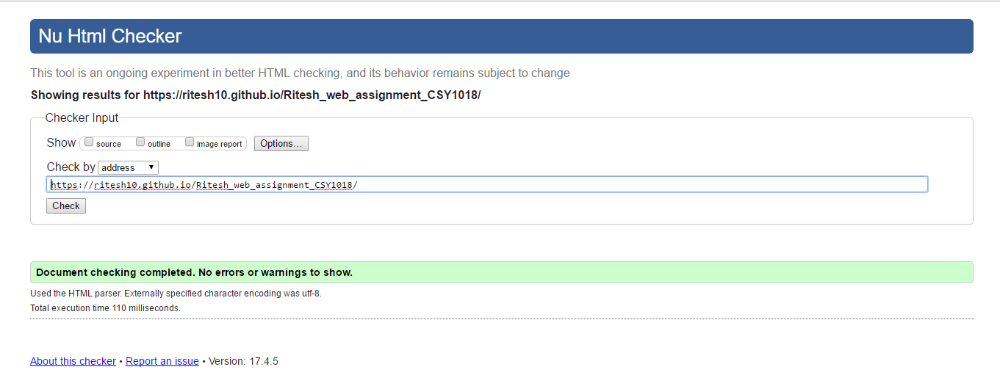 Nu Html Checker
This tool is an ongoing experiment in better HTML checking, and its behavior remains subject to change
Showing results for https://ritesh10.github.io/Ritesh_web_assignment_CSY1018/
Checker Input
Show source outline image report Options...
Check by address
https://ritesh10.github.io/Ritesh_web_assignment_CSY1018/
Check
Document checking completed. No errors or warnings to show.
Used the HTML parser. Externally specified character encoding was utf-8.
Total execution time 110 milliseconds.
About this checker • Report an issue • Version: 17.4.5